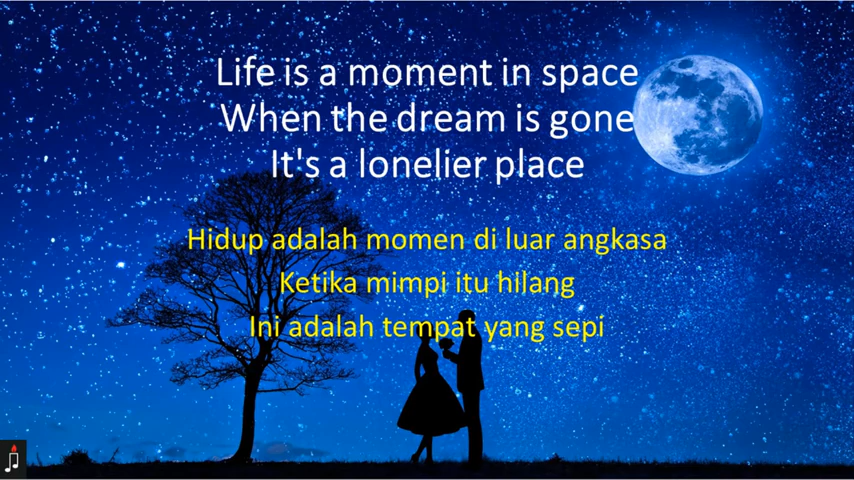 Life is a moment in space
When the dream is gone
It's a lonelier place
Hidup adalah momen di luar angkasa
Ketika mimpi itu hilang
Ini adalah tempat yang sepi